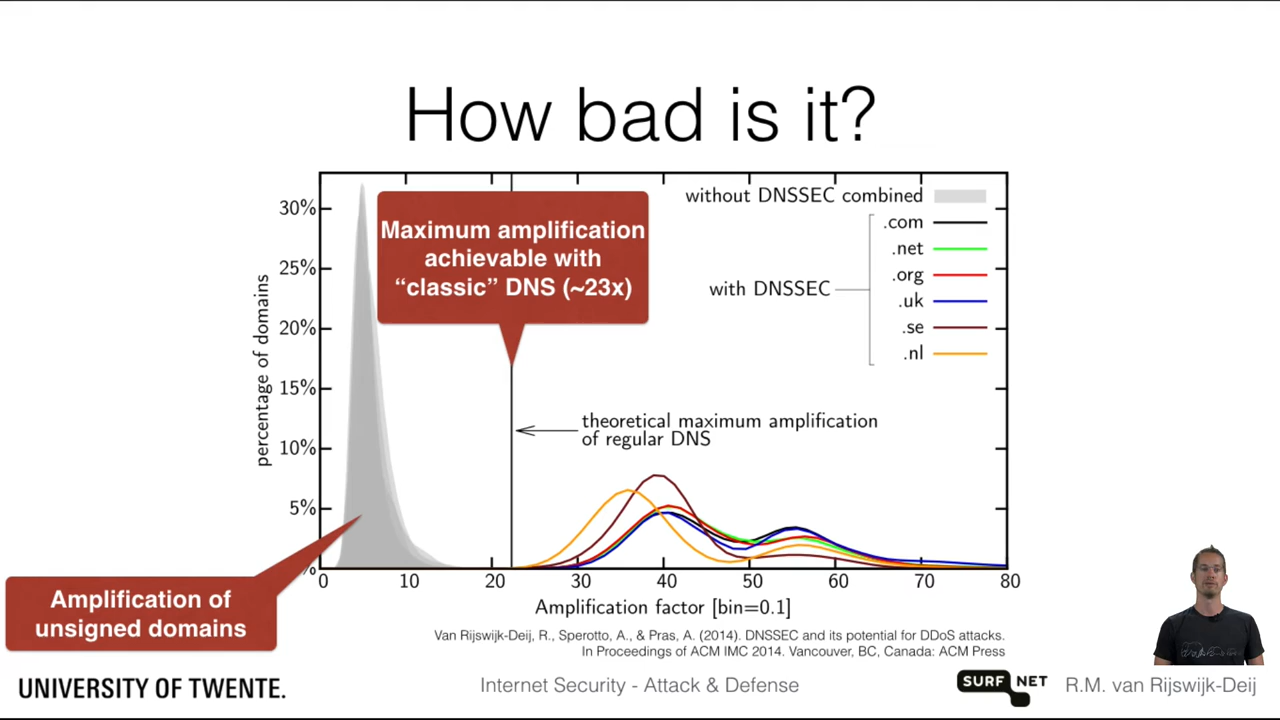 How bad is it?
Maximum amplification
achievable with
“classic” DNS (~23x)
without DNSSEC combined
.com
.net
.org
with DNSSEC
.uk
.se
.nl
percentage of domains
30%
25%
20%
15%
10%
5%
%
theoretical maximum amplification
of regular DNS
0
10
20
30
40
50
60
70
80
Amplification factor [bin=0.1]
Amplification of
unsigned domains
Van Rijswijk-Deij, R., Sperotto, A., & Pras, A. (2014). DNSSEC and its potential for DDoS attacks.
In Proceedings of ACM IMC 2014. Vancouver, BC, Canada: ACM Press
UNIVERSITY OF TWENTE.
Internet Security - Attack & Defense
SURF NET
R.M. van Rijswijk-Deij